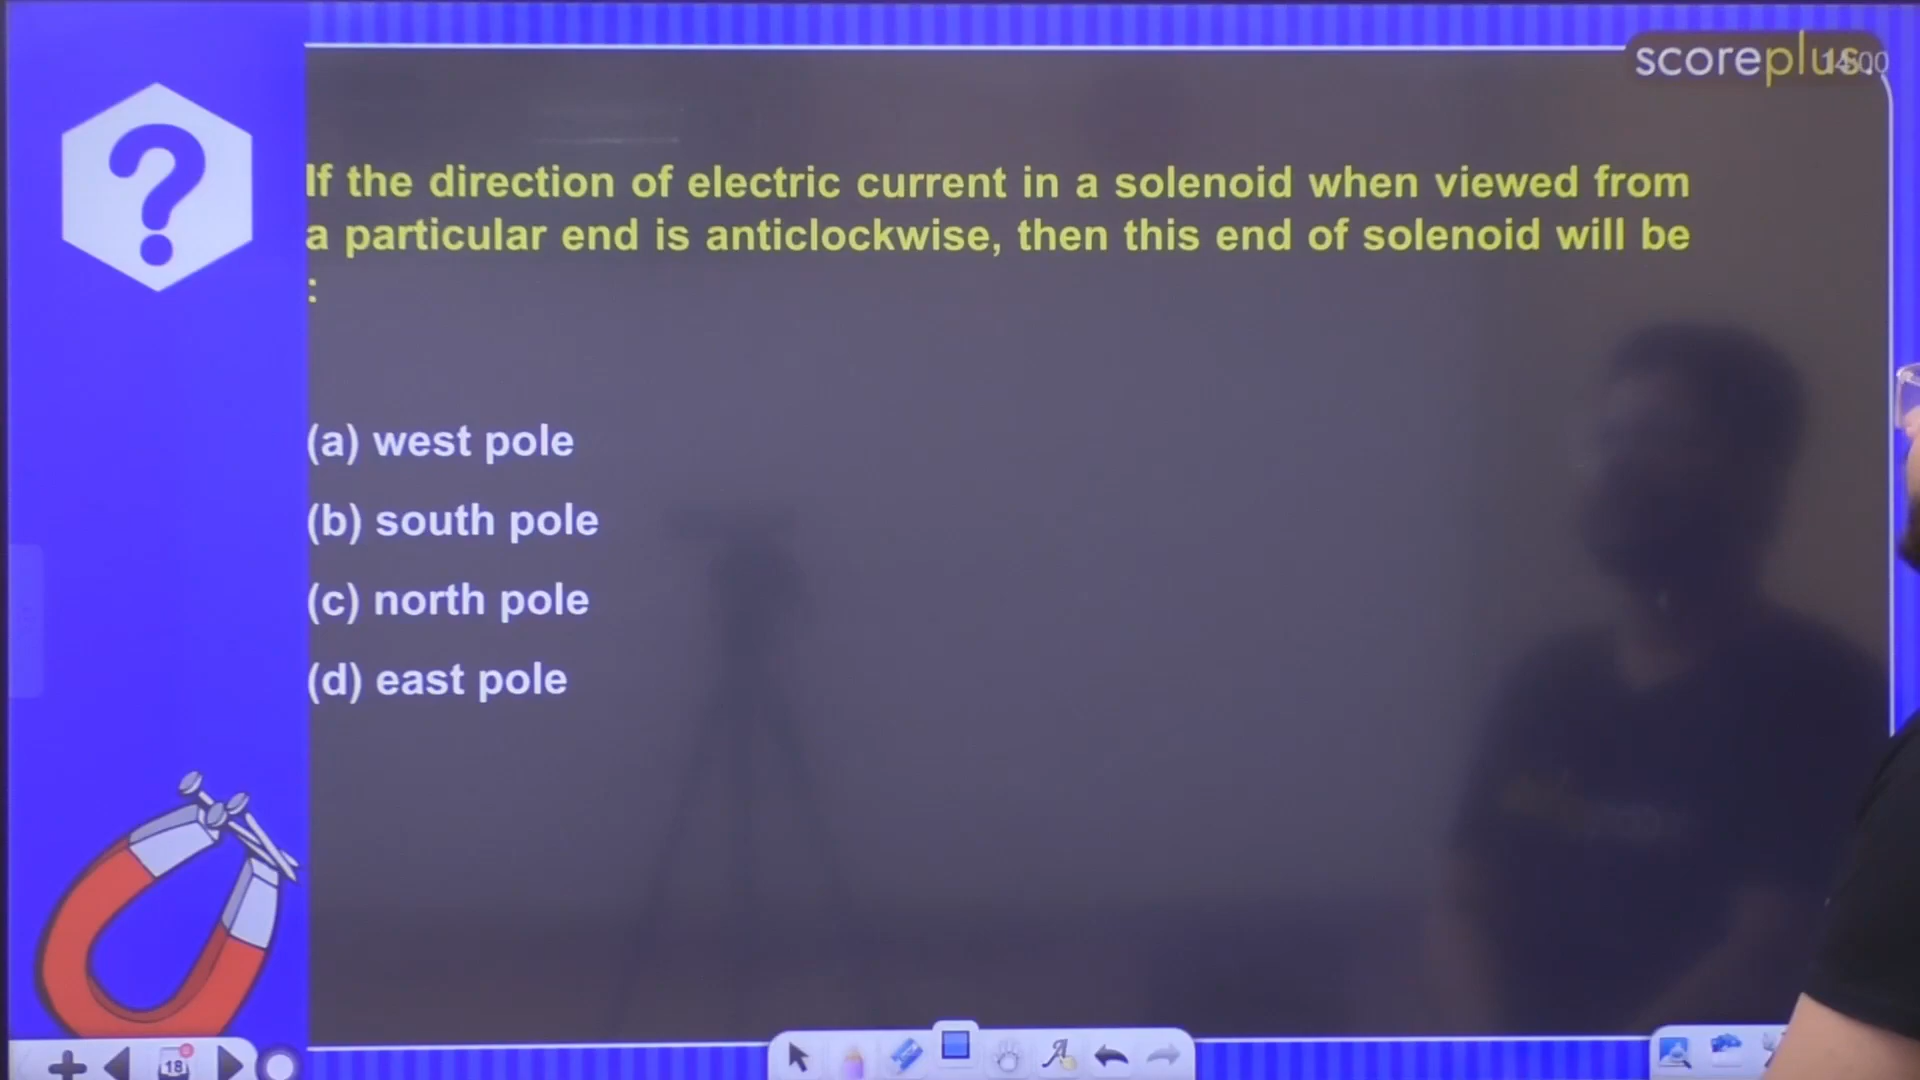 scoreplus.
If the direction of electric current in a solenoid when viewed from
a particular end is anticlockwise, then this end of solenoid will be
:
(a) west pole
(b) south pole
(c) north pole
(d) east pole
18